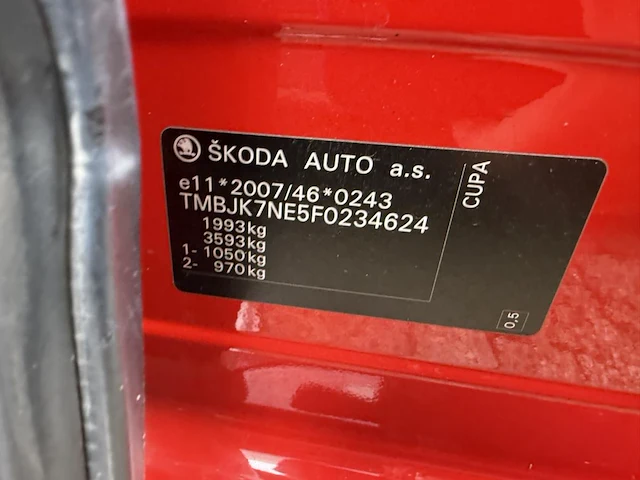 ŠKODA AUTO a.s.
e11*2007/46*0243
TMBJK7NE5F0234624
1993kg
3593kg
1- 1050kg
2- 970kg
CUPA
0,5